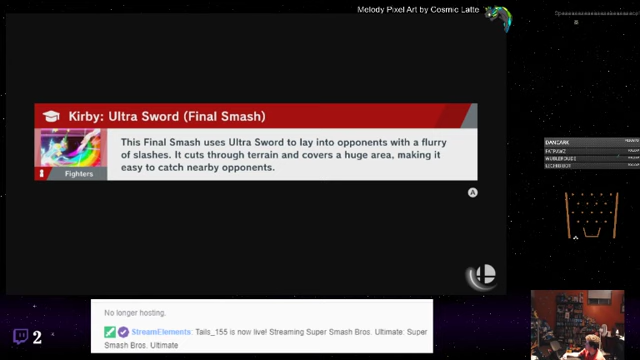 Melody Pixel Art by Cosmic Latte
Kirby: Ultra Sword (Final Smash)
This Final Smash uses Ultra Sword to lay into opponents with a flurry
of slashes. It cuts through terrain and covers a huge area, making it
easy to catch nearby opponents.
Fighters
A
No longer hosting.
StreamElements: Tails_155 is now live! Streaming Super Smash Bros. Ultimate: Super
Smash Bros. Ultimate
2